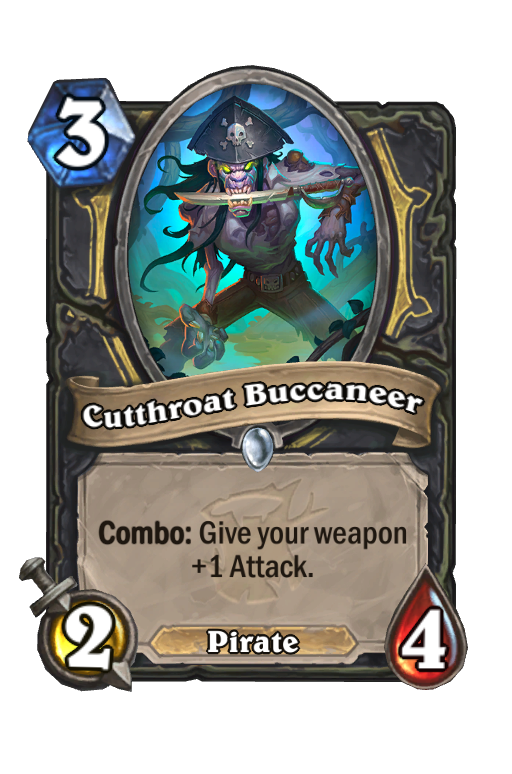 3
Cutthroat Buccaneer
Combo: Give your weapon
+1 Attack.
2
Pirate
4